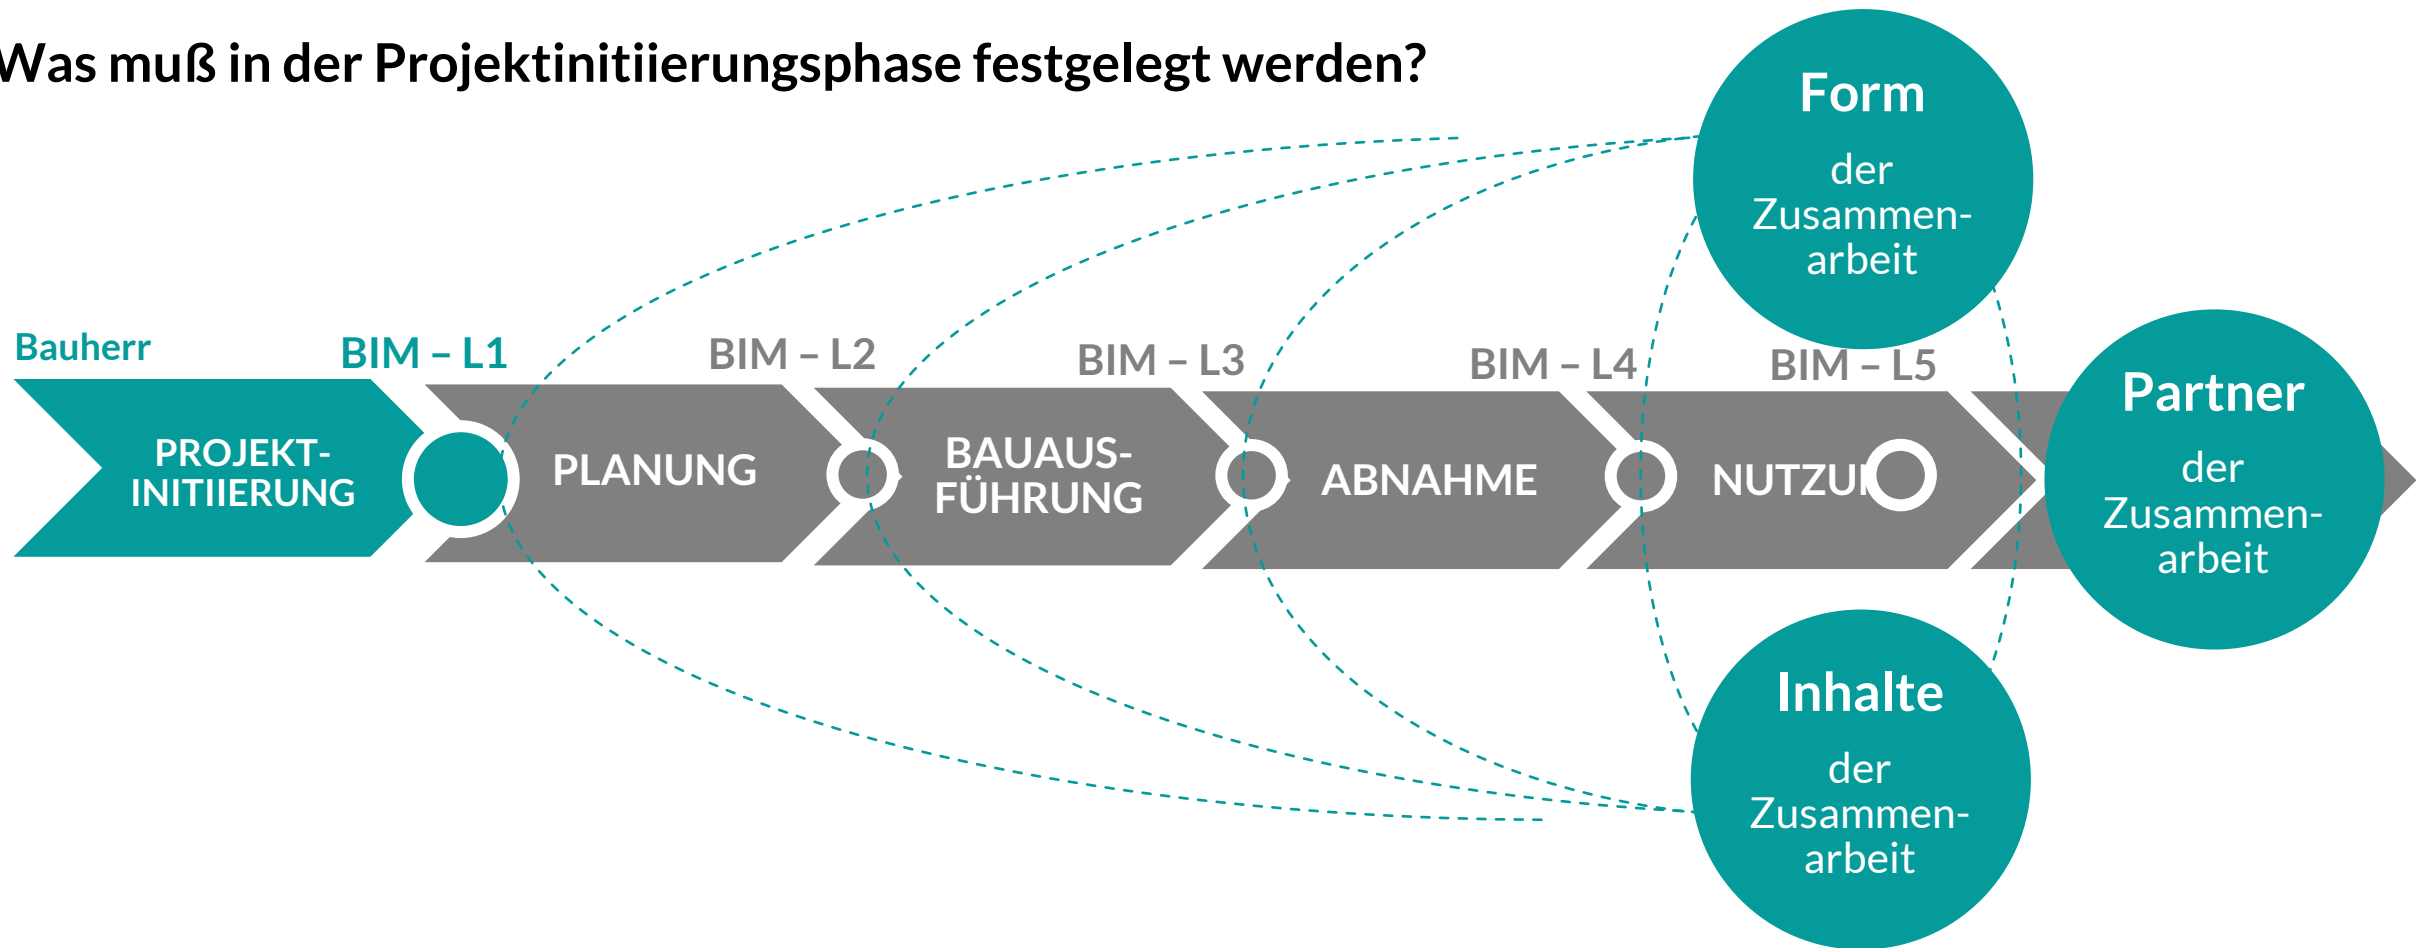 Was muß in der Projektinitiierungsphase festgelegt werden?
Form
der
Zusammen-
arbeit
Bauherr
BIM – L1
BIM – L2
BIM – L3
BIM – L4
BIM – L5
PROJEKT-
INITIIERUNG
PLANUNG
BAUAUS-
FÜHRUNG
ABNAHME
NUTZUN
Partner
der
Zusammen-
arbeit
Inhalte
der
Zusammen-
arbeit